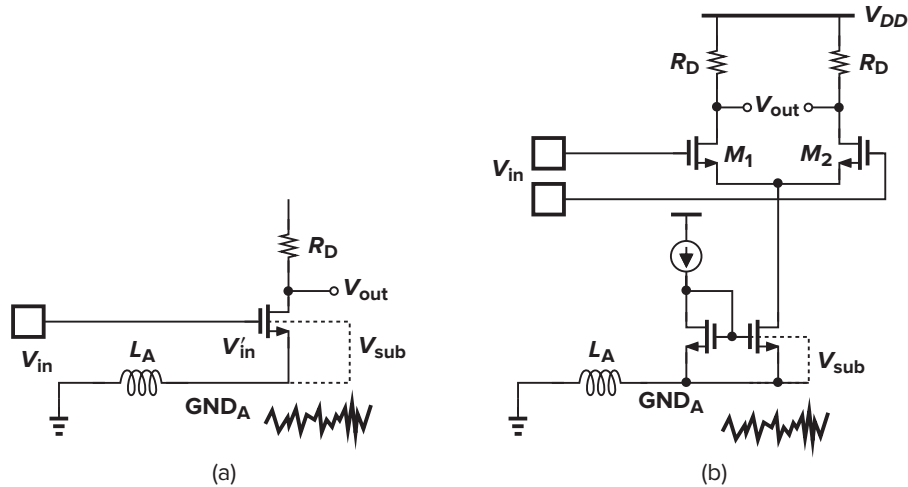 V_DD
R_D
R_D
V_out
M_1
M_2
V_in
R_D
V_out
V_in
V'_in
V_sub
L_A
GND_A
V_sub
L_A
GND_A
(a)
(b)